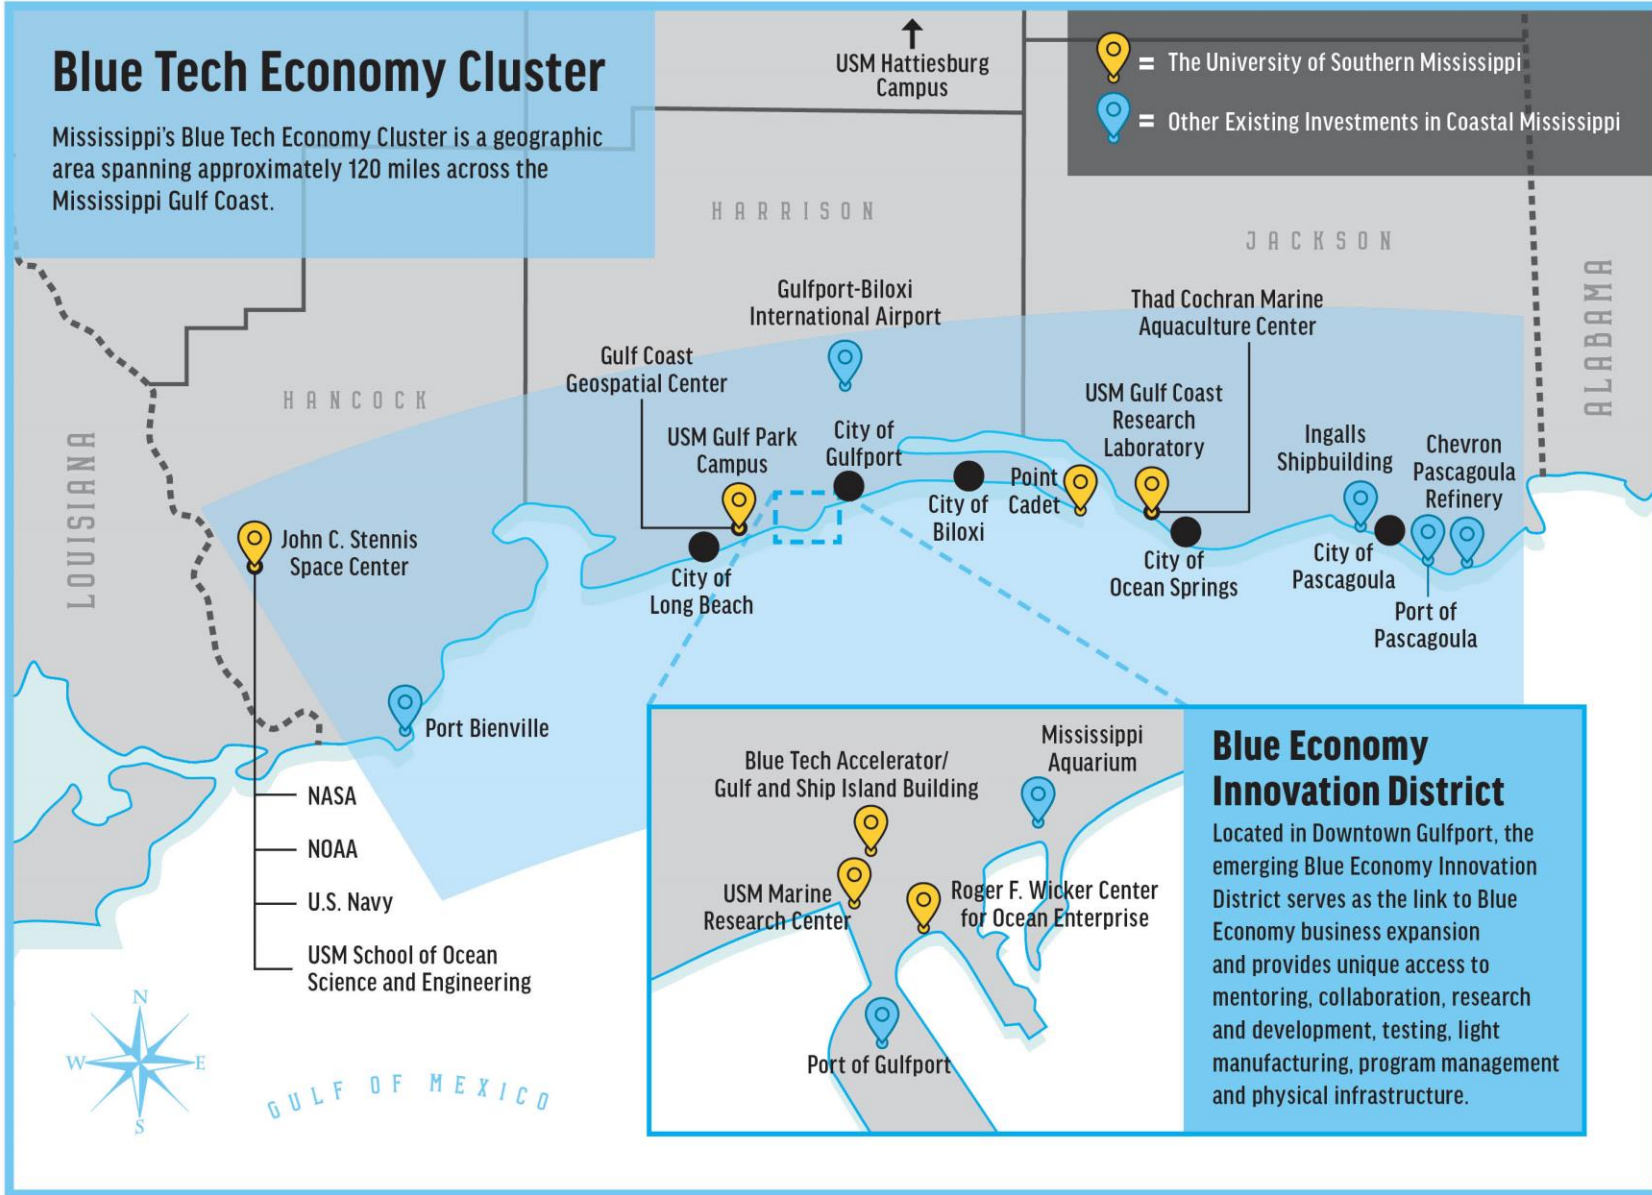 Blue Tech Economy Cluster
Mississippi's Blue Tech Economy Cluster is a geographic
area spanning approximately 120 miles across the
Mississippi Gulf Coast.
USM Hattiesburg
Campus
= The University of Southern Mississippi
= Other Existing Investments in Coastal Mississippi
HARRISON
JACKSON
ALABAMA
HANCOCK
LOUISIANA
Gulfport-Biloxi
International Airport
Thad Cochran Marine
Aquaculture Center
Gulf Coast
Geospatial Center
USM Gulf Coast
Research
Laboratory
USM Gulf Park
Campus
City of
Gulfport
Ingalls
Shipbuilding
Chevron
Pascagoula
Refinery
Point
Cadet
City of
Biloxi
John C. Stennis
Space Center
City of
Long Beach
City of
Ocean Springs
City of
Pascagoula
Port of
Pascagoula
Port Bienville
NASA
NOAA
U.S. Navy
USM School of Ocean
Science and Engineering
N
W
E
S
GULF OF MEXICO
Mississippi
Aquarium
Blue Tech Accelerator/
Gulf and Ship Island Building
USM Marine
Research Center
Roger F. Wicker Center
for Ocean Enterprise
Port of Gulfport
Blue Economy
Innovation District
Located in Downtown Gulfport, the
emerging Blue Economy Innovation
District serves as the link to Blue
Economy business expansion
and provides unique access to
mentoring, collaboration, research
and development, testing, light
manufacturing, program management
and physical infrastructure.